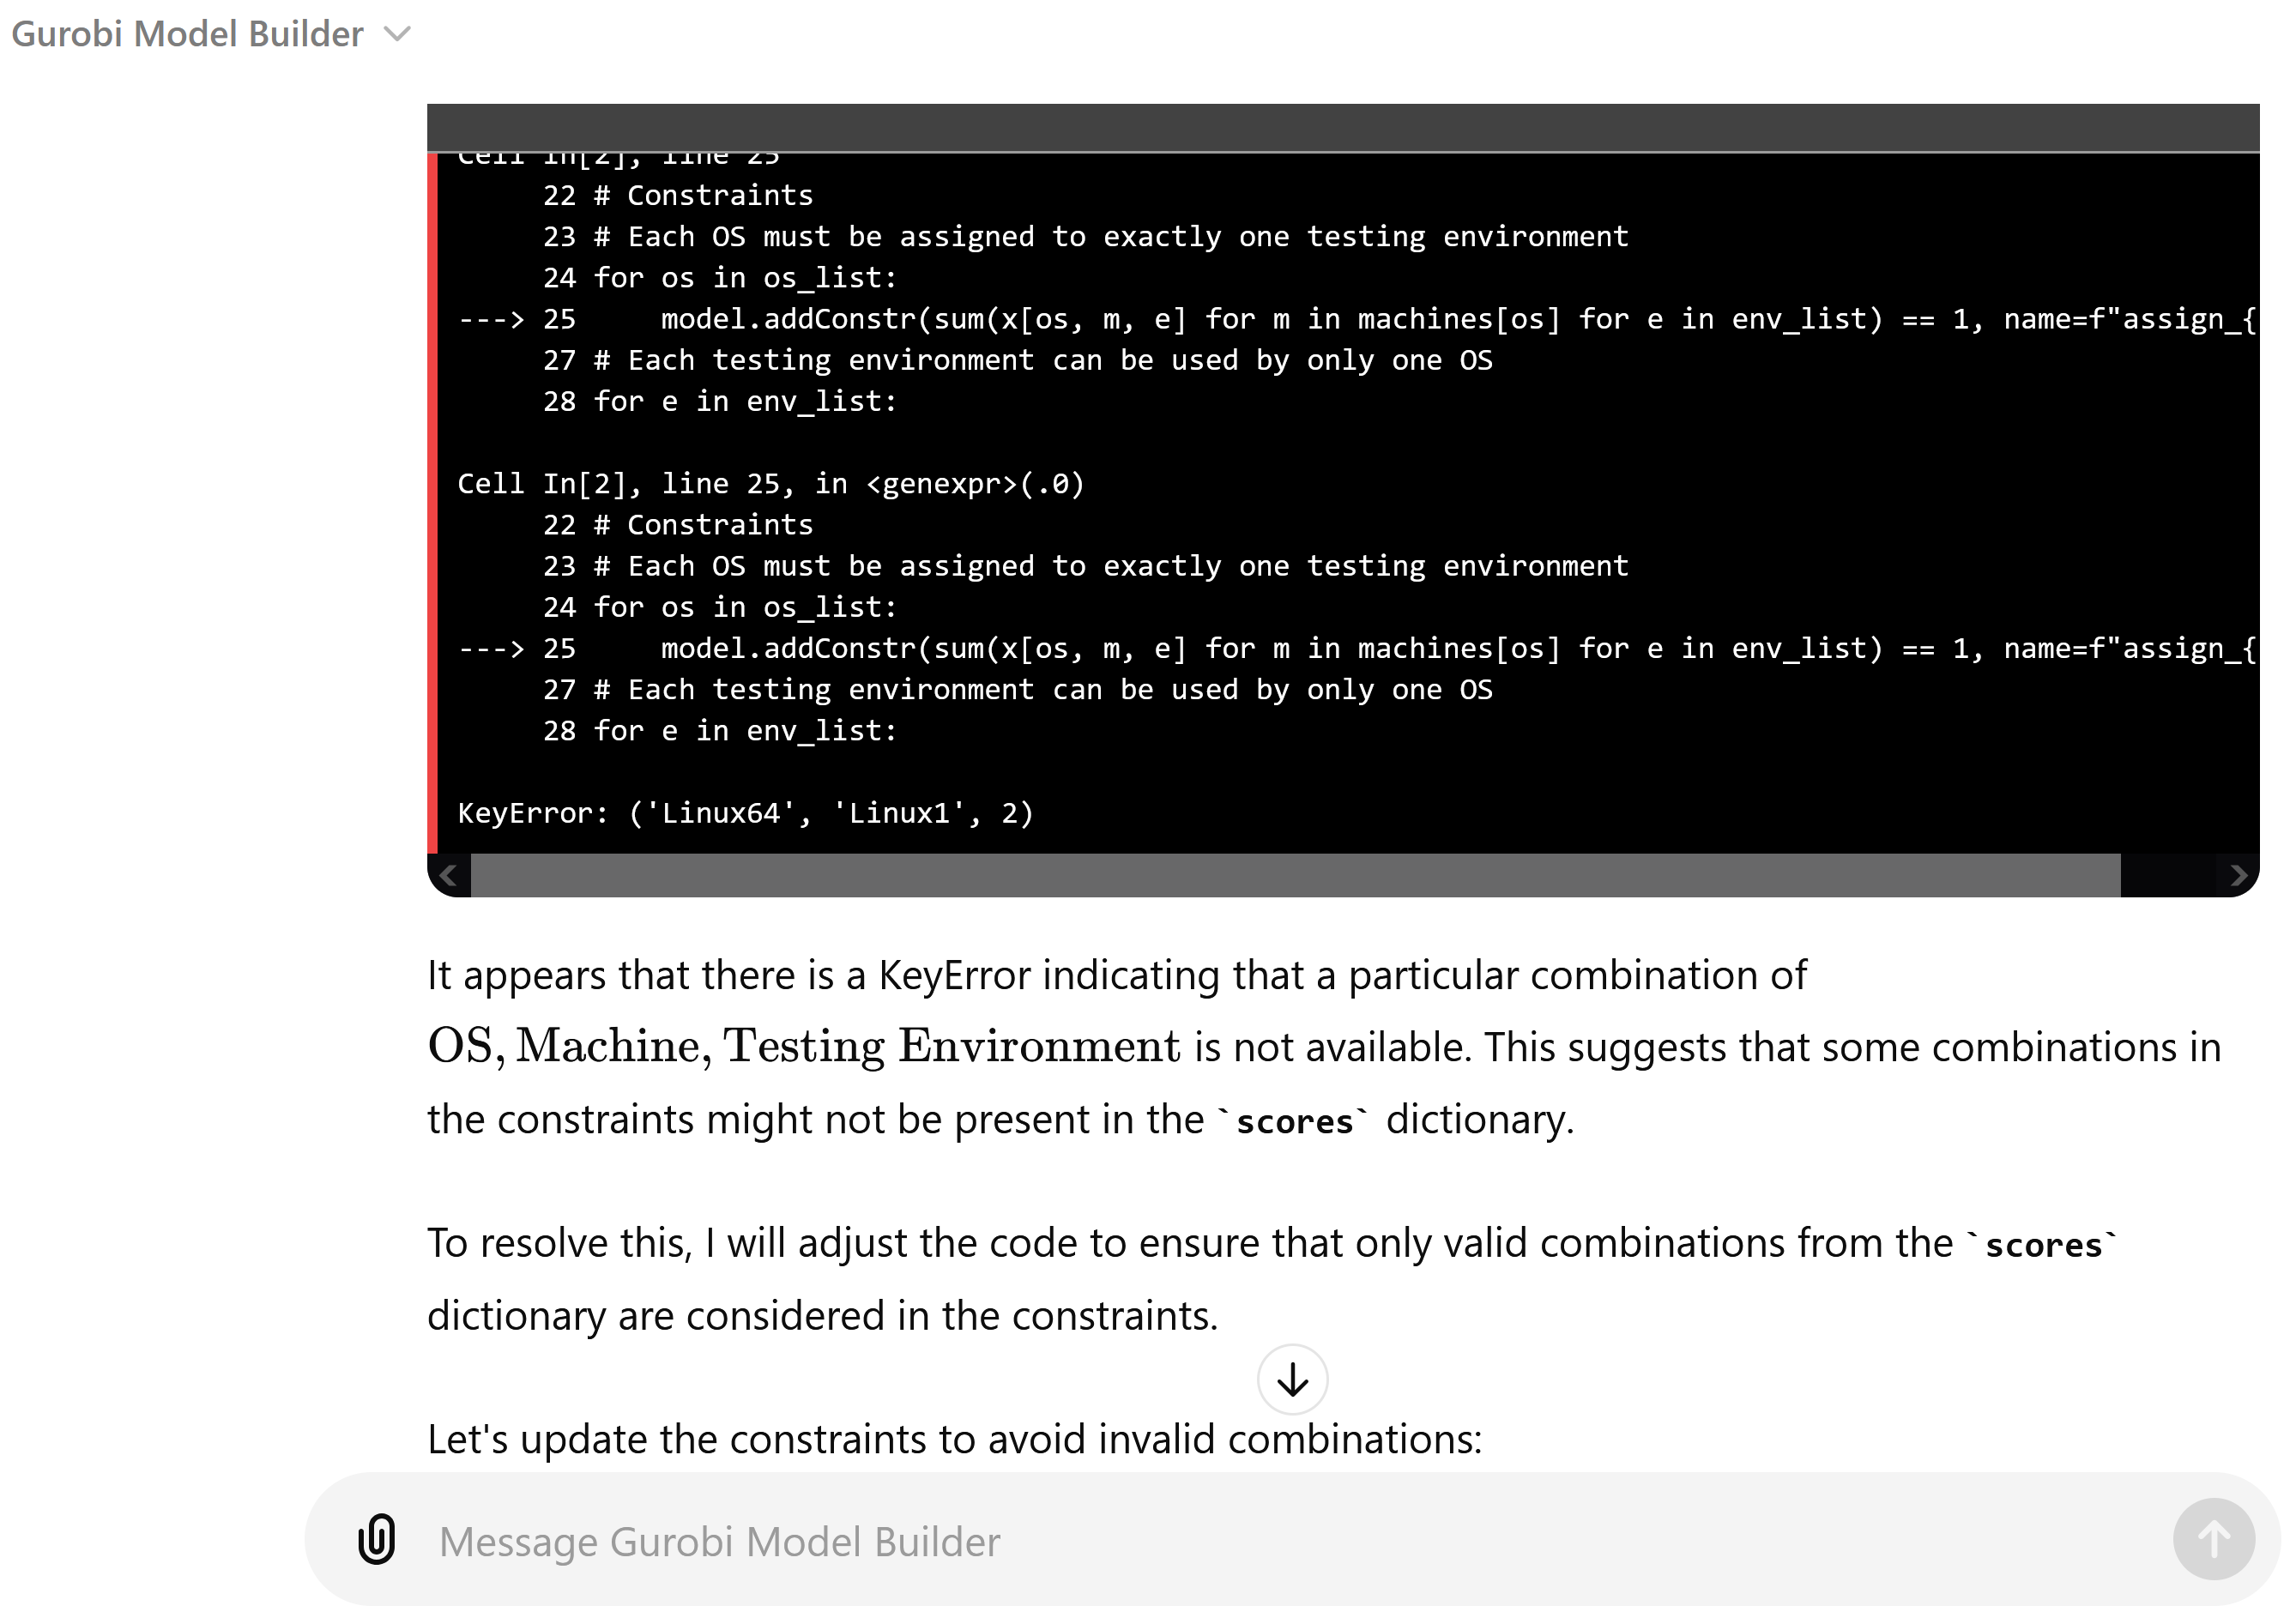 Gurobi Model Builder
Cell In[2], line 25
22 # Constraints
23 # Each OS must be assigned to exactly one testing environment
24 for os in os_list:
---> 25     model.addConstr(sum(x[os, m, e] for m in machines[os] for e in env_list) == 1, name=f"assign_{
27 # Each testing environment can be used by only one OS
28 for e in env_list:
Cell In[2], line 25, in <genexpr>(.0)
22 # Constraints
23 # Each OS must be assigned to exactly one testing environment
24 for os in os_list:
---> 25     model.addConstr(sum(x[os, m, e] for m in machines[os] for e in env_list) == 1, name=f"assign_{
27 # Each testing environment can be used by only one OS
28 for e in env_list:
KeyError: ('Linux64', 'Linux1', 2)
It appears that there is a KeyError indicating that a particular combination of
OS, Machine, Testing Environment is not available. This suggests that some combinations in
the constraints might not be present in the `scores` dictionary.
To resolve this, I will adjust the code to ensure that only valid combinations from the `scores`
dictionary are considered in the constraints.
Let's update the constraints to avoid invalid combinations:
Message Gurobi Model Builder